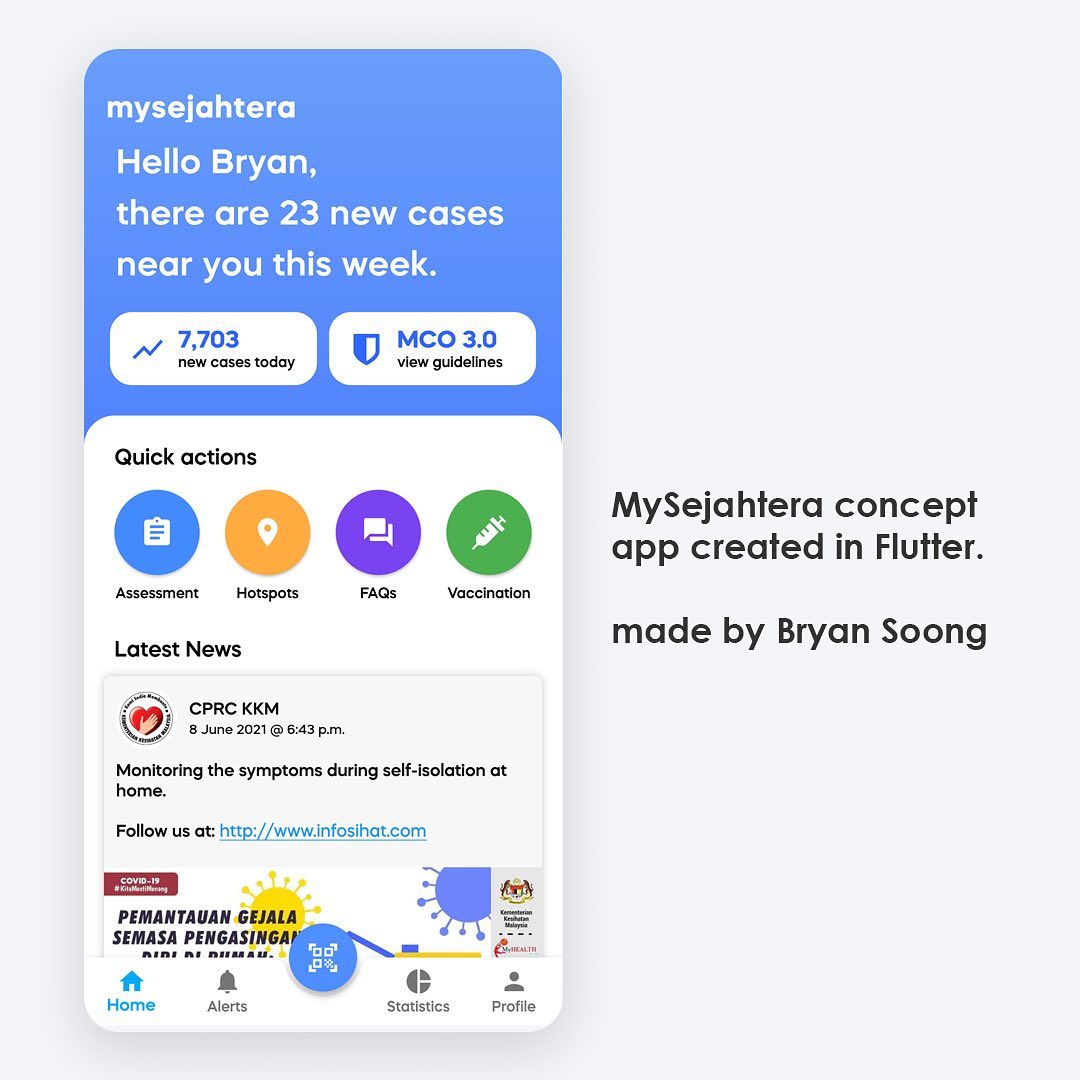 mysejahtera
Hello Bryan,
there are 23 new cases
near you this week.
7,703
new cases today
MCO 3.0
view guidelines
Quick actions
Assessment
Hotspots
FAQs
Vaccination
Latest News
CPRC KKM
8 June 2021 @ 6:43 p.m.
Monitoring the symptoms during self-isolation at
home.
Follow us at: http://www.infosihat.com
COVID-19
#KitaMestiMenang
PEMANTAUAN GEJALA
SEMASA PENGASINGAN
DIRI DI RUMAH:
Kementerian
Kesihatan
Malaysia
MyHEALTH
Home
Alerts
Statistics
Profile
MySejahtera concept
app created in Flutter.
made by Bryan Soong